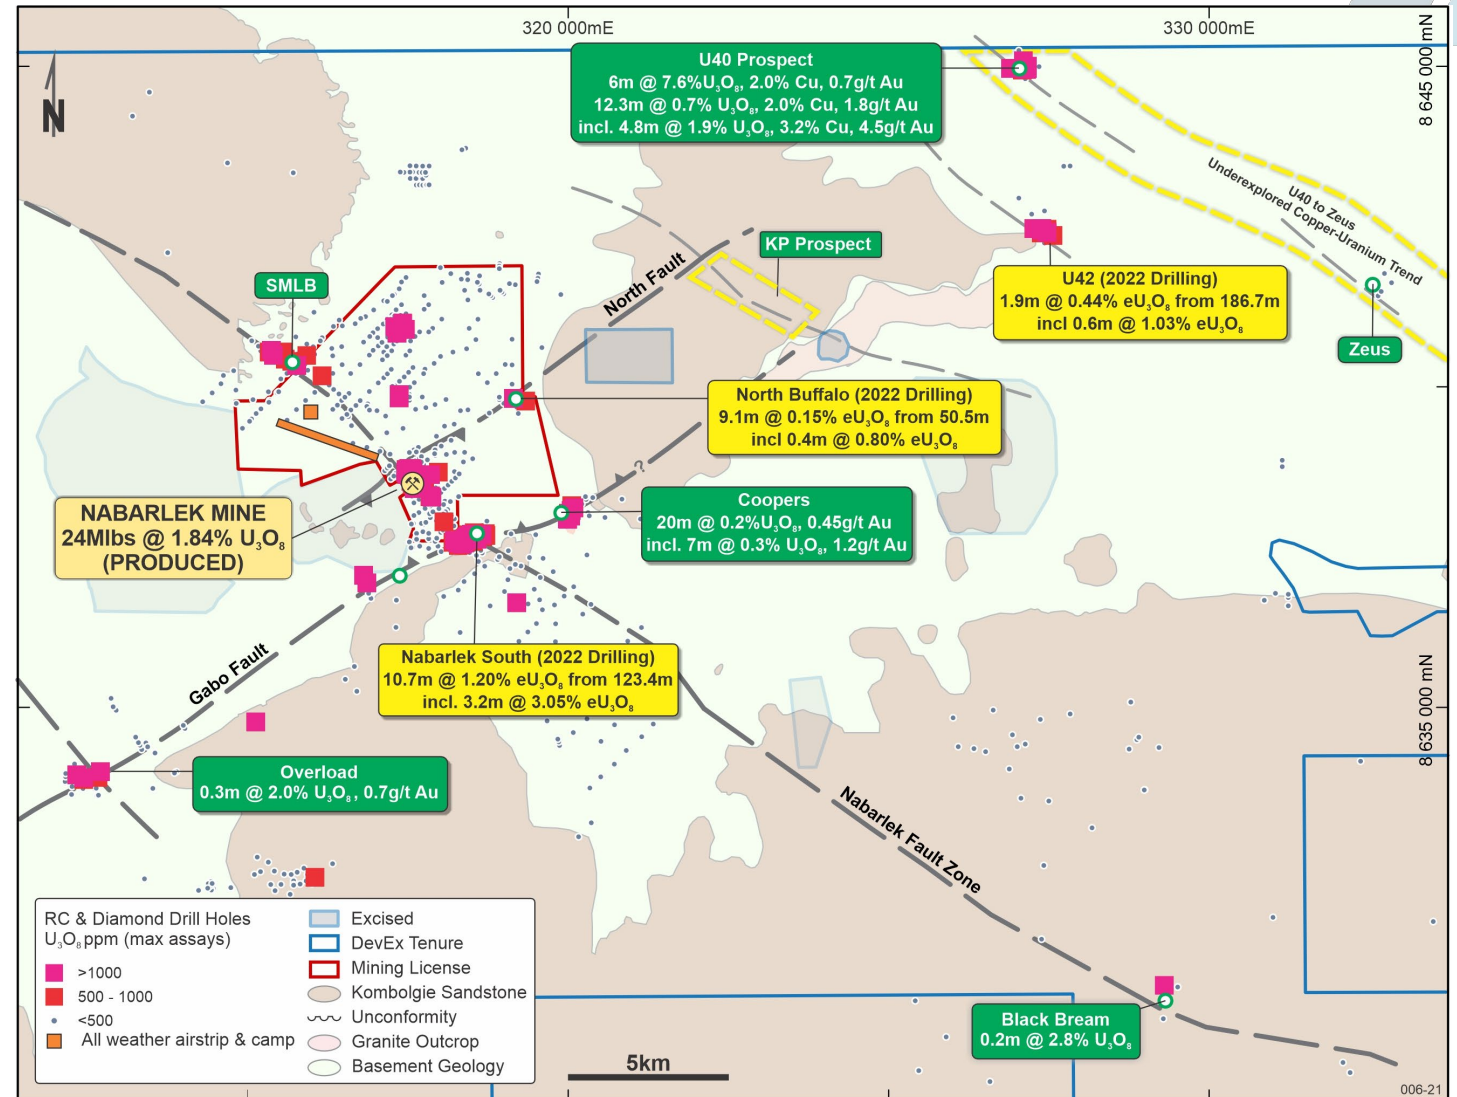 320 000mE
330 000mE
8 645 000 mN
N
U40 Prospect
6m @ 7.6%U₃O₈, 2.0% Cu, 0.7g/t Au
12.3m @ 0.7% U₃O₈, 2.0% Cu, 1.8g/t Au
incl. 4.8m @ 1.9% U₃O₈, 3.2% Cu, 4.5g/t Au
U40 to Zeus
Underexplored Copper-Uranium Trend
KP Prospect
North Fault
SMLB
U42 (2022 Drilling)
1.9m @ 0.44% eU₃O₈ from 186.7m
incl 0.6m @ 1.03% eU₃O₈
Zeus
North Buffalo (2022 Drilling)
9.1m @ 0.15% eU₃O₈ from 50.5m
incl 0.4m @ 0.80% eU₃O₈
?
NABARLEK MINE
24Mlbs @ 1.84% U₃O₈
(PRODUCED)
Coopers
20m @ 0.2%U₃O₈, 0.45g/t Au
incl. 7m @ 0.3% U₃O₈, 1.2g/t Au
Gabo Fault
Nabarlek South (2022 Drilling)
10.7m @ 1.20% eU₃O₈ from 123.4m
incl. 3.2m @ 3.05% eU₃O₈
8 635 000 mN
Overload
0.3m @ 2.0% U₃O₈, 0.7g/t Au
Nabarlek Fault Zone
Black Bream
0.2m @ 2.8% U₃O₈
RC & Diamond Drill Holes
U₃O₈ ppm (max assays)
>1000
500 - 1000
<500
All weather airstrip & camp
Excised
DevEx Tenure
Mining License
Kombolgie Sandstone
Unconformity
Granite Outcrop
Basement Geology
5km
006-21